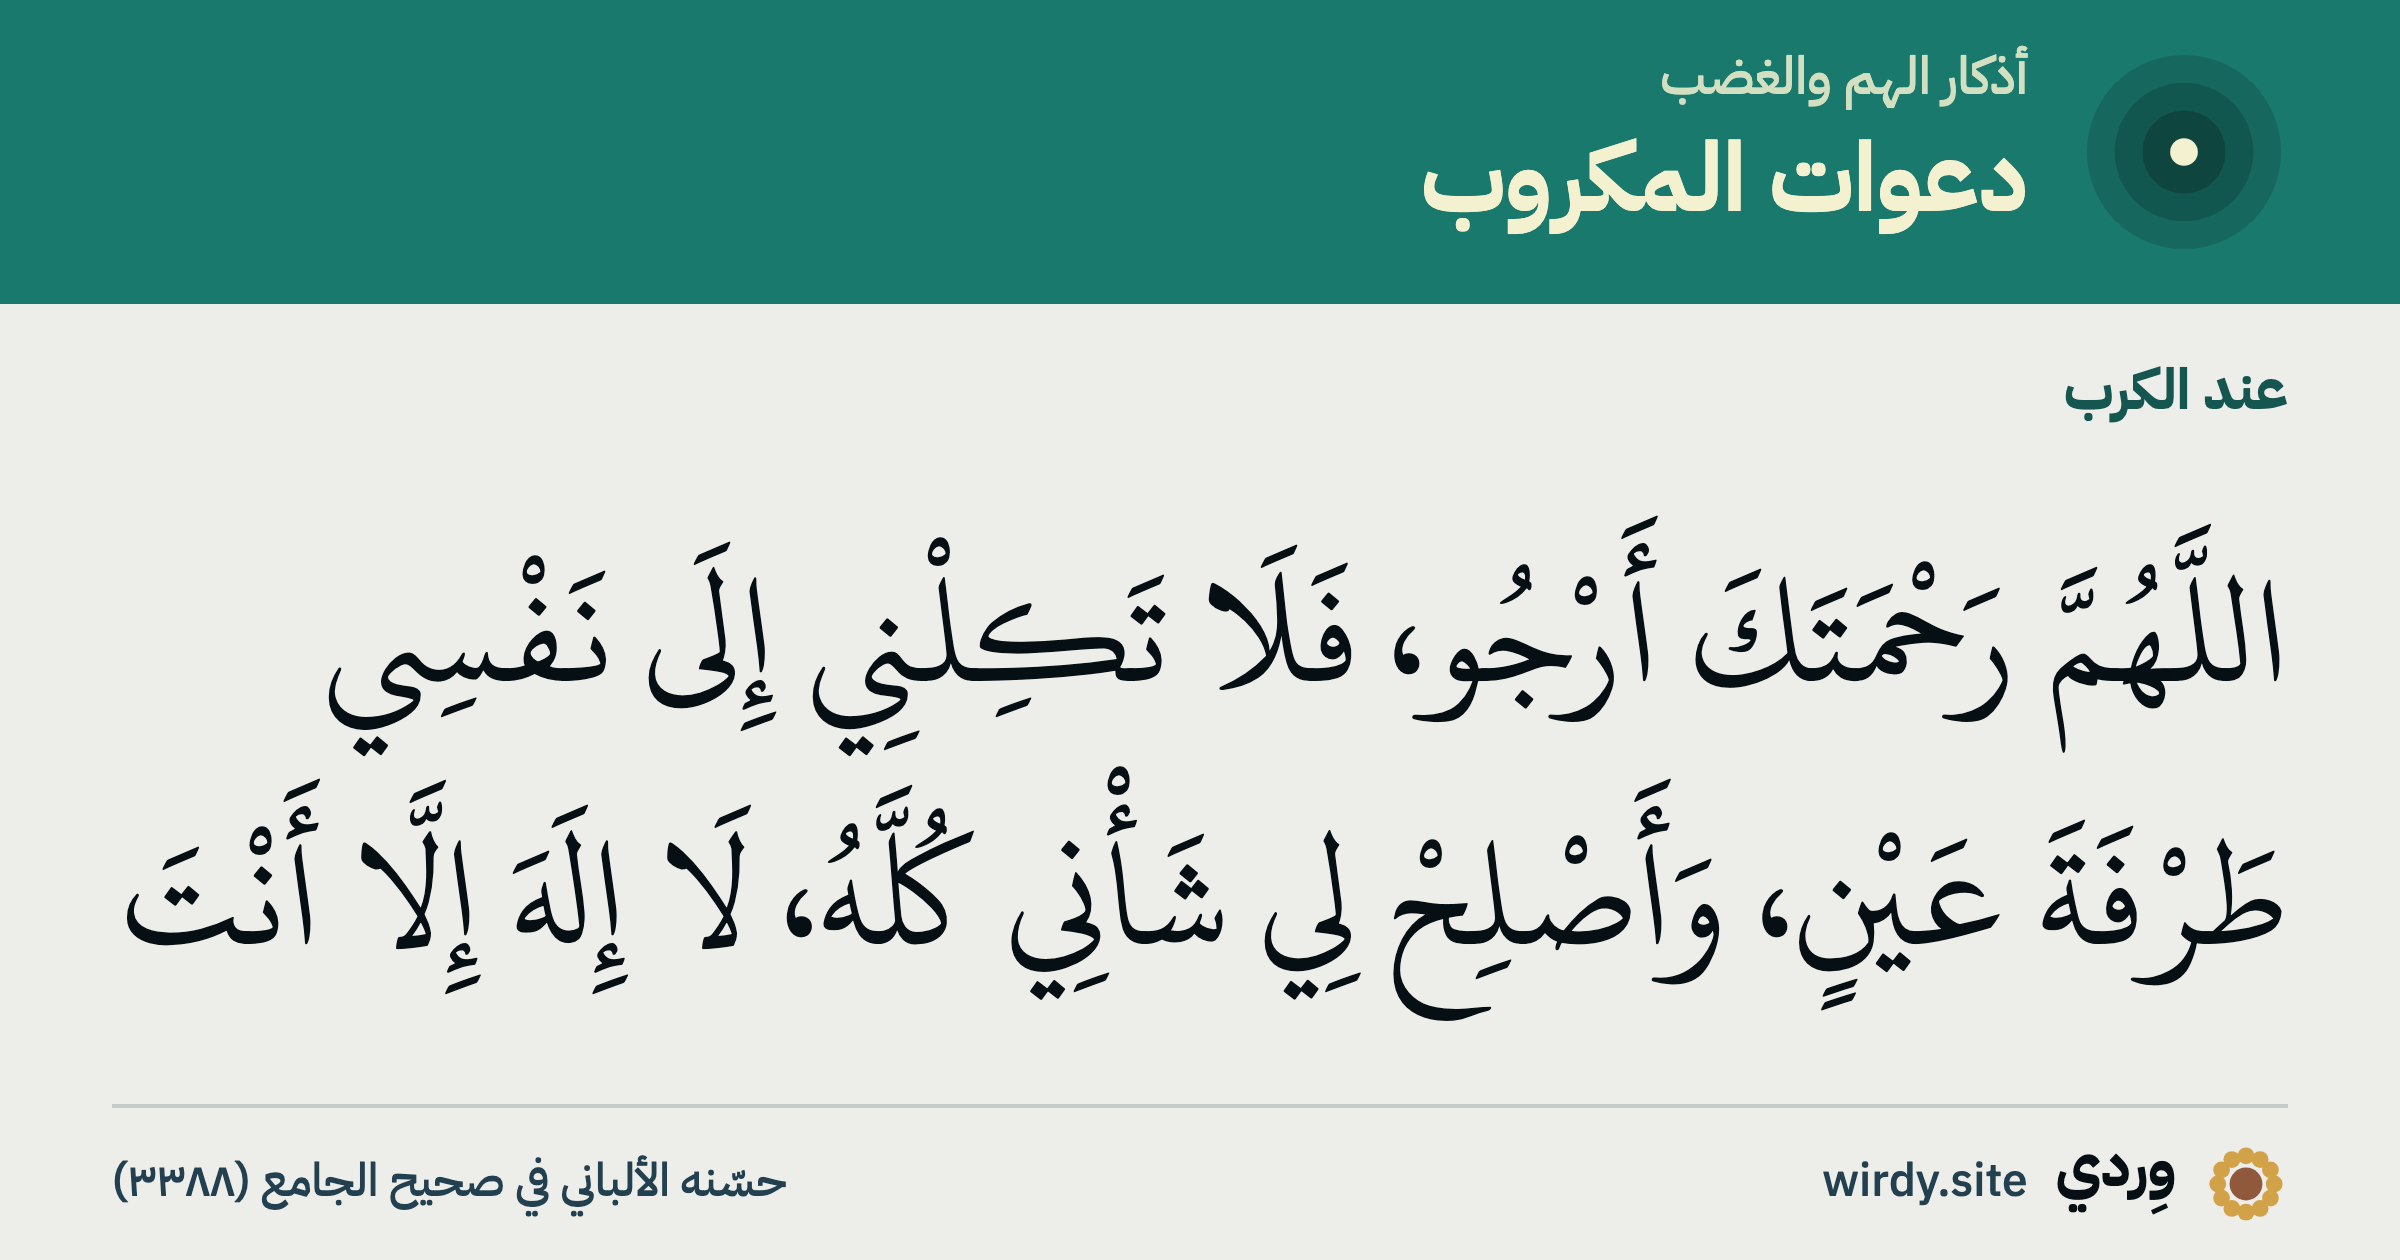 أذكار الهم والغضب
دعوات المكروب
عند الكرب
اللَّهُمَّ رَحْمَتَكَ أَرْجُو، فَلَا تَكِلْنِي إِلَى نَفْسِي
طَرْفَةَ عَيْنٍ، وَأَصْلِحْ لِي شَأْنِي كُلَّهُ، لَا إِلَهَ إِلَّا أَنْتَ
وِردي wirdy.site
حسّنه الألباني في صحيح الجامع (٣٣٨٨)